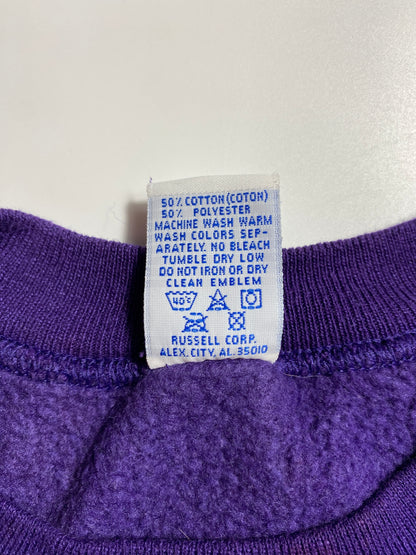 50% COTTON (COTON)
50% POLYESTER
MACHINE WASH WARM
WASH COLORS SEP-
ARATELY. NO BLEACH
TUMBLE DRY LOW
DO NOT IRON OR DRY
CLEAN EMBLEM
40°C
RUSSELL CORP.
ALEX. CITY, AL. 35010